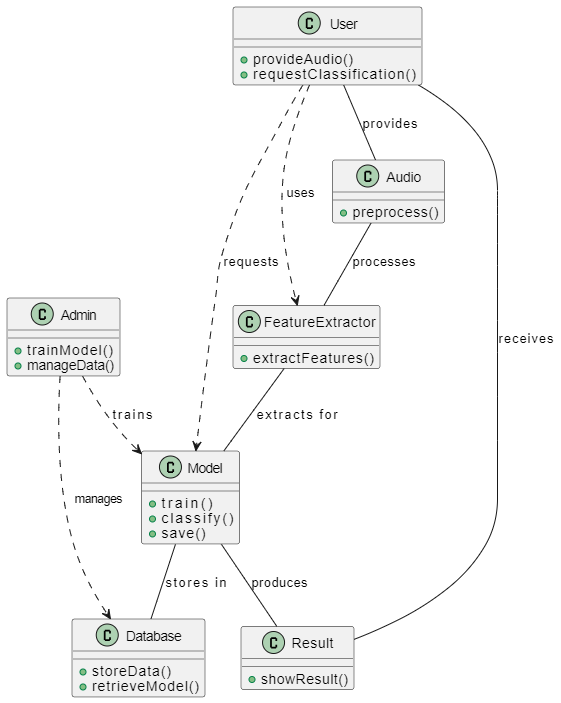 C User
provideAudio()
requestClassification()
provides
C Audio
preprocess()
uses
requests
processes
C Admin
trainModel()
manageData()
C FeatureExtractor
extractFeatures()
receives
trains
extracts for
C Model
train()
classify()
save()
manages
stores in
produces
C Database
storeData()
retrieveModel()
C Result
showResult()